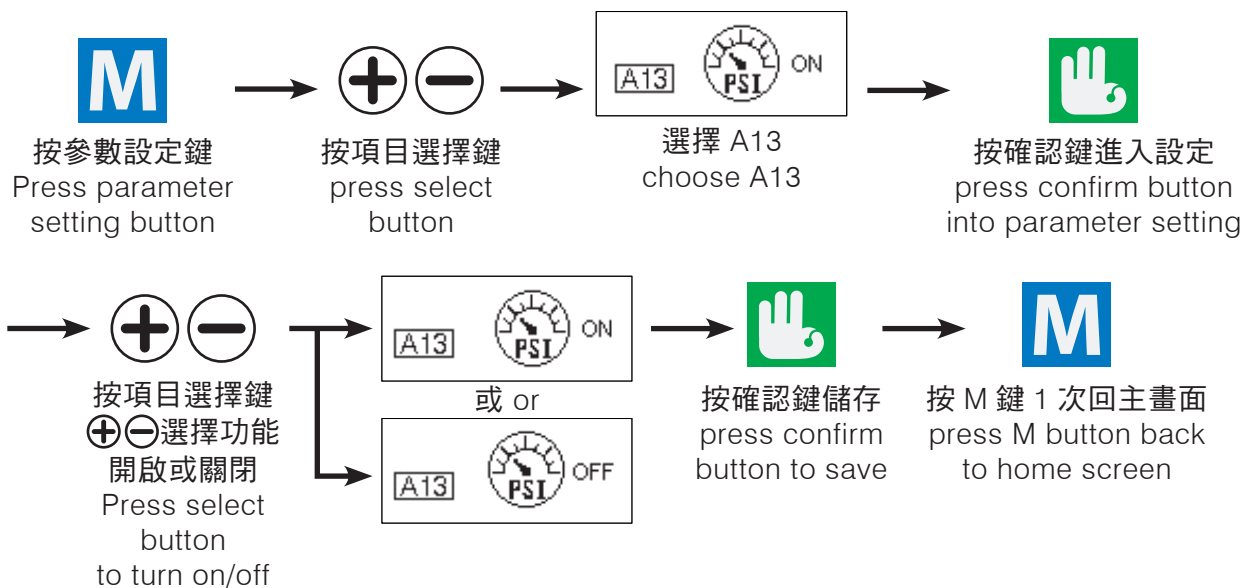 M
按參數設定鍵
Press parameter
setting button
按項目選擇鍵
press select
button
A13 PSI ON
選擇 A13
choose A13
按確認鍵進入設定
press confirm button
into parameter setting
按項目選擇鍵
⊕⊖選擇功能
開啟或關閉
Press select
button
to turn on/off
A13 PSI ON
或 or
A13 PSI OFF
按確認鍵儲存
press confirm
button to save
M
按 M 鍵 1 次回主畫面
press M button back
to home screen